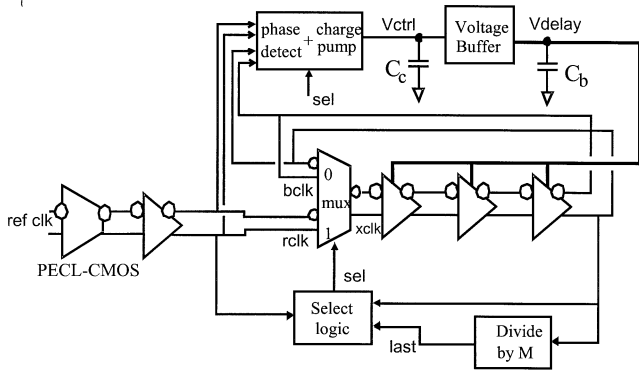 phase detect + charge pump
Vctrl
Voltage Buffer
Vdelay
Cc
Cb
sel
0
bclk
mux
ref clk
xclk
rclk
1
PECL-CMOS
sel
Select logic
last
Divide by M